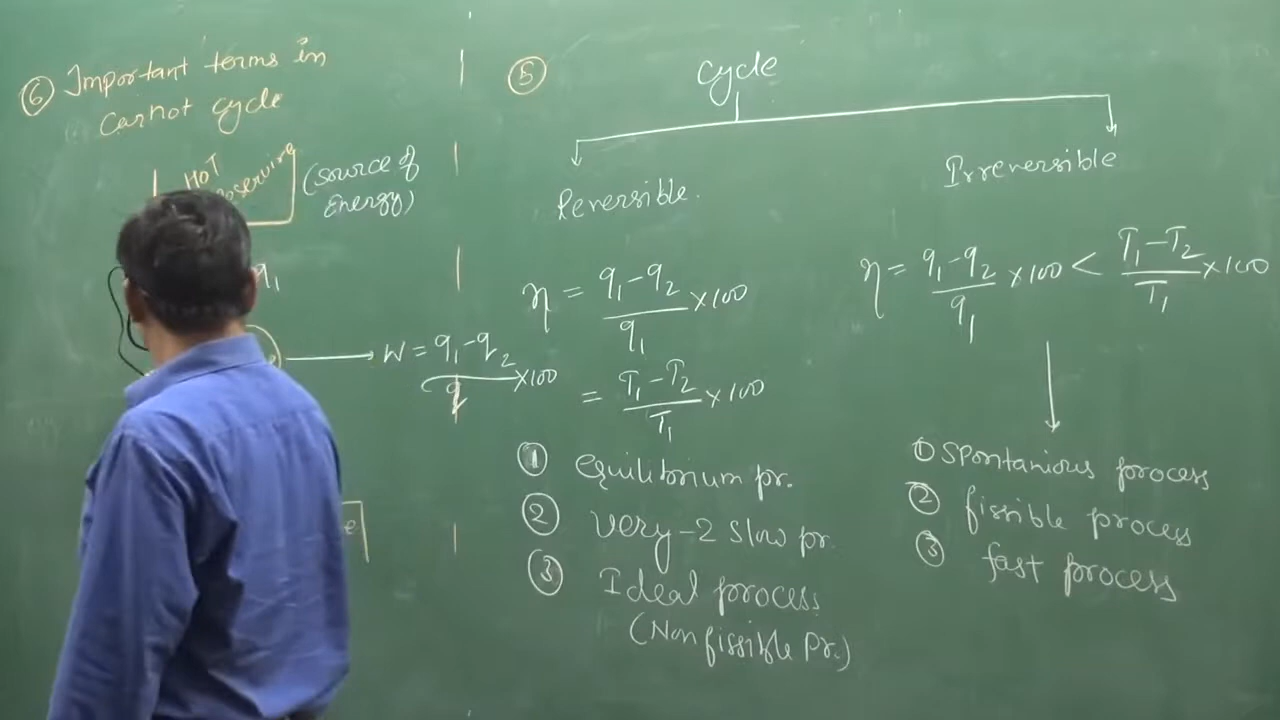 ⑥ Important terms in
Carnot cycle
HOT
(Source of
Energy)
q₁
W = q₁-q₂ / q ×100
⑤ Cycle
Reversible.
η = q₁-q₂ / q₁ ×100
= T₁-T₂ / T₁ ×100
① Equilibrium pr.
② Very-2 slow pr.
③ Ideal process
(Non fissible Pr.)
Irreversible
η = q₁-q₂ / q₁ ×100 < T₁-T₂ / T₁ ×100
① Spontanious process
② fissible process
③ fast process